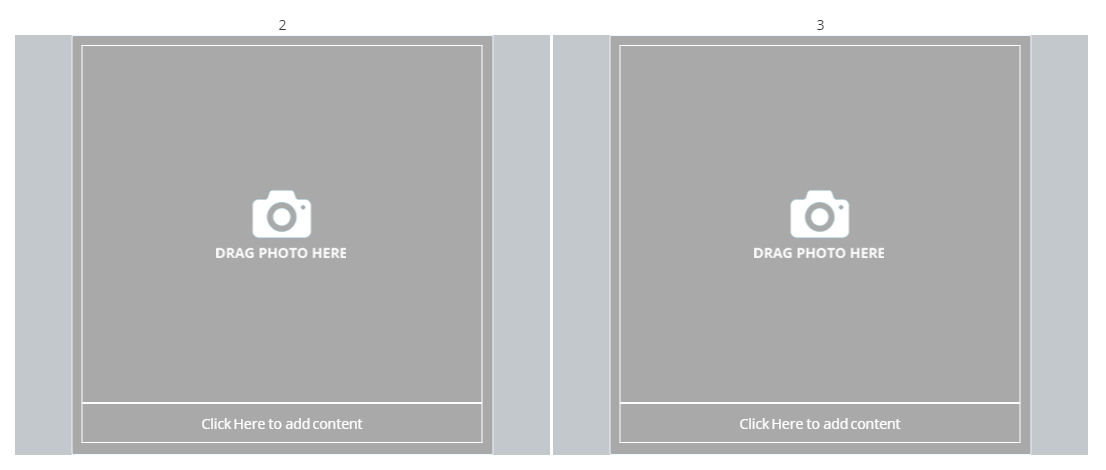 2
3
DRAG PHOTO HERE
DRAG PHOTO HERE
Click Here to add content
Click Here to add content